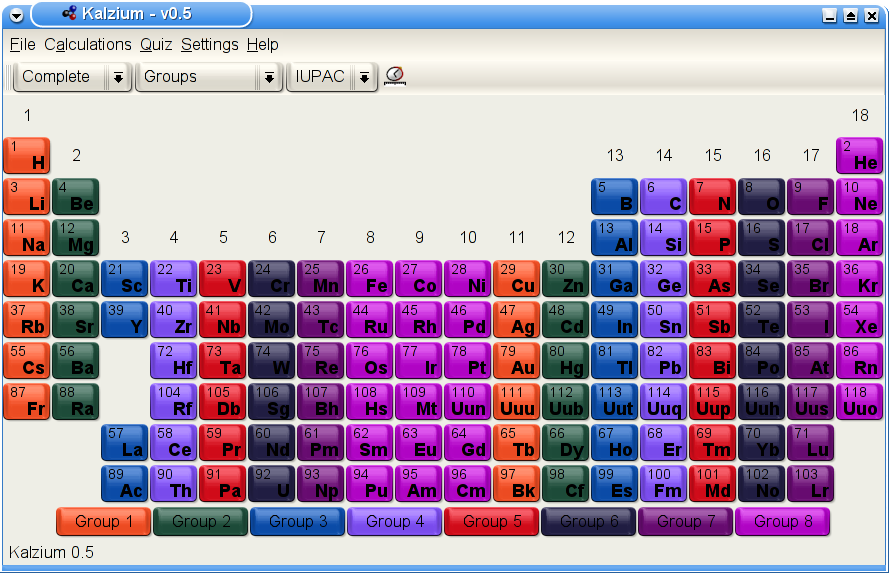 Kalzium - v0.5
File Calculations Quiz Settings Help
Complete Groups IUPAC
1 18
1 H 2 13 14 15 16 17 2 He
3 Li 4 Be 5 B 6 C 7 N 8 O 9 F 10 Ne
11 Na 12 Mg 3 4 5 6 7 8 9 10 11 12 13 Al 14 Si 15 P 16 S 17 Cl 18 Ar
19 K 20 Ca 21 Sc 22 Ti 23 V 24 Cr 25 Mn 26 Fe 27 Co 28 Ni 29 Cu 30 Zn 31 Ga 32 Ge 33 As 34 Se 35 Br 36 Kr
37 Rb 38 Sr 39 Y 40 Zr 41 Nb 42 Mo 43 Tc 44 Ru 45 Rh 46 Pd 47 Ag 48 Cd 49 In 50 Sn 51 Sb 52 Te 53 I 54 Xe
55 Cs 56 Ba 72 Hf 73 Ta 74 W 75 Re 76 Os 77 Ir 78 Pt 79 Au 80 Hg 81 Tl 82 Pb 83 Bi 84 Po 85 At 86 Rn
87 Fr 88 Ra 104 Rf 105 Db 106 Sg 107 Bh 108 Hs 109 Mt 110 Uun 111 Uuu 112 Uub 113 Uut 114 Uuq 115 Uup 116 Uuh 117 Uus 118 Uuo
57 La 58 Ce 59 Pr 60 Nd 61 Pm 62 Sm 63 Eu 64 Gd 65 Tb 66 Dy 67 Ho 68 Er 69 Tm 70 Yb 71 Lu
89 Ac 90 Th 91 Pa 92 U 93 Np 94 Pu 95 Am 96 Cm 97 Bk 98 Cf 99 Es 100 Fm 101 Md 102 No 103 Lr
Group 1 Group 2 Group 3 Group 4 Group 5 Group 6 Group 7 Group 8
Kalzium 0.5